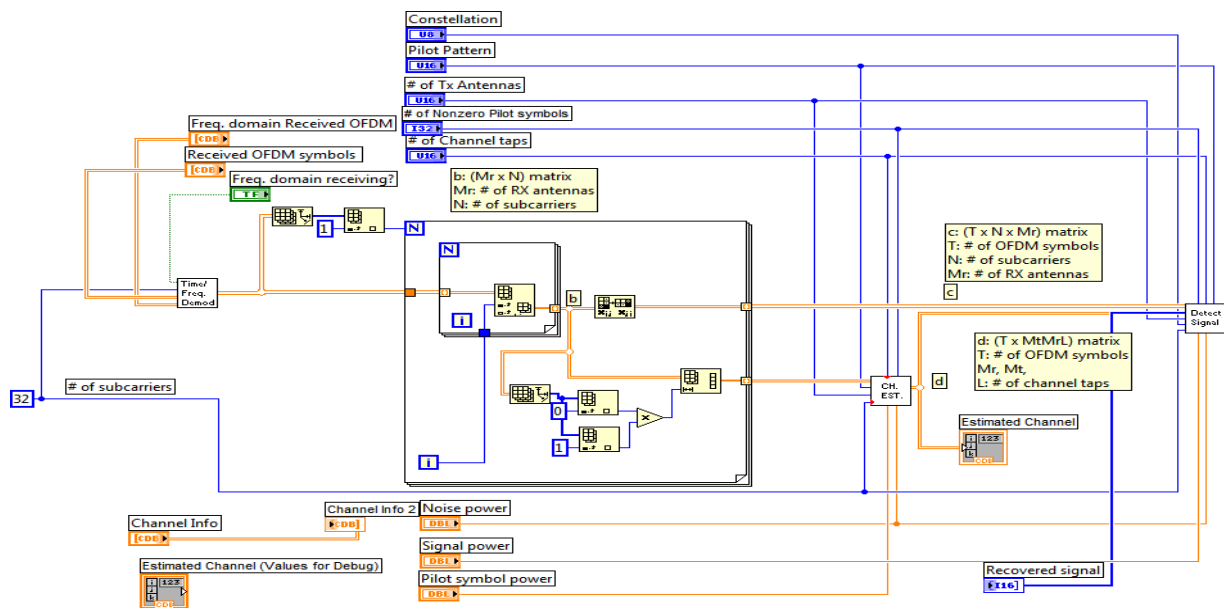 Constellation
U8
Pilot Pattern
U16
# of Tx Antennas
U16
# of Nonzero Pilot symbols
I32
# of Channel taps
U16
Freq. domain Received OFDM
[CDB]
Received OFDM symbols
[CDB]
Freq. domain receiving?
TF
b: (Mr x N) matrix
Mr: # of RX antennas
N: # of subcarriers
1
N
N
c: (T x N x Mr) matrix
T: # of OFDM symbols
N: # of subcarriers
Mr: # of RX antennas
c
Time/
Freq.
Demod
b
i
Detect
Signal
d: (T x MtMrL) matrix
T: # of OFDM symbols
Mr, Mt,
L: # of channel taps
# of subcarriers
32
0
x
1
i
CH.
EST.
d
Estimated Channel
123
CDB
Channel Info
[CDB]
Channel Info 2
CDB]
Noise power
DBL
Signal power
DBL
Estimated Channel (Values for Debug)
123
CDB
Pilot symbol power
DBL
Recovered signal
I16]